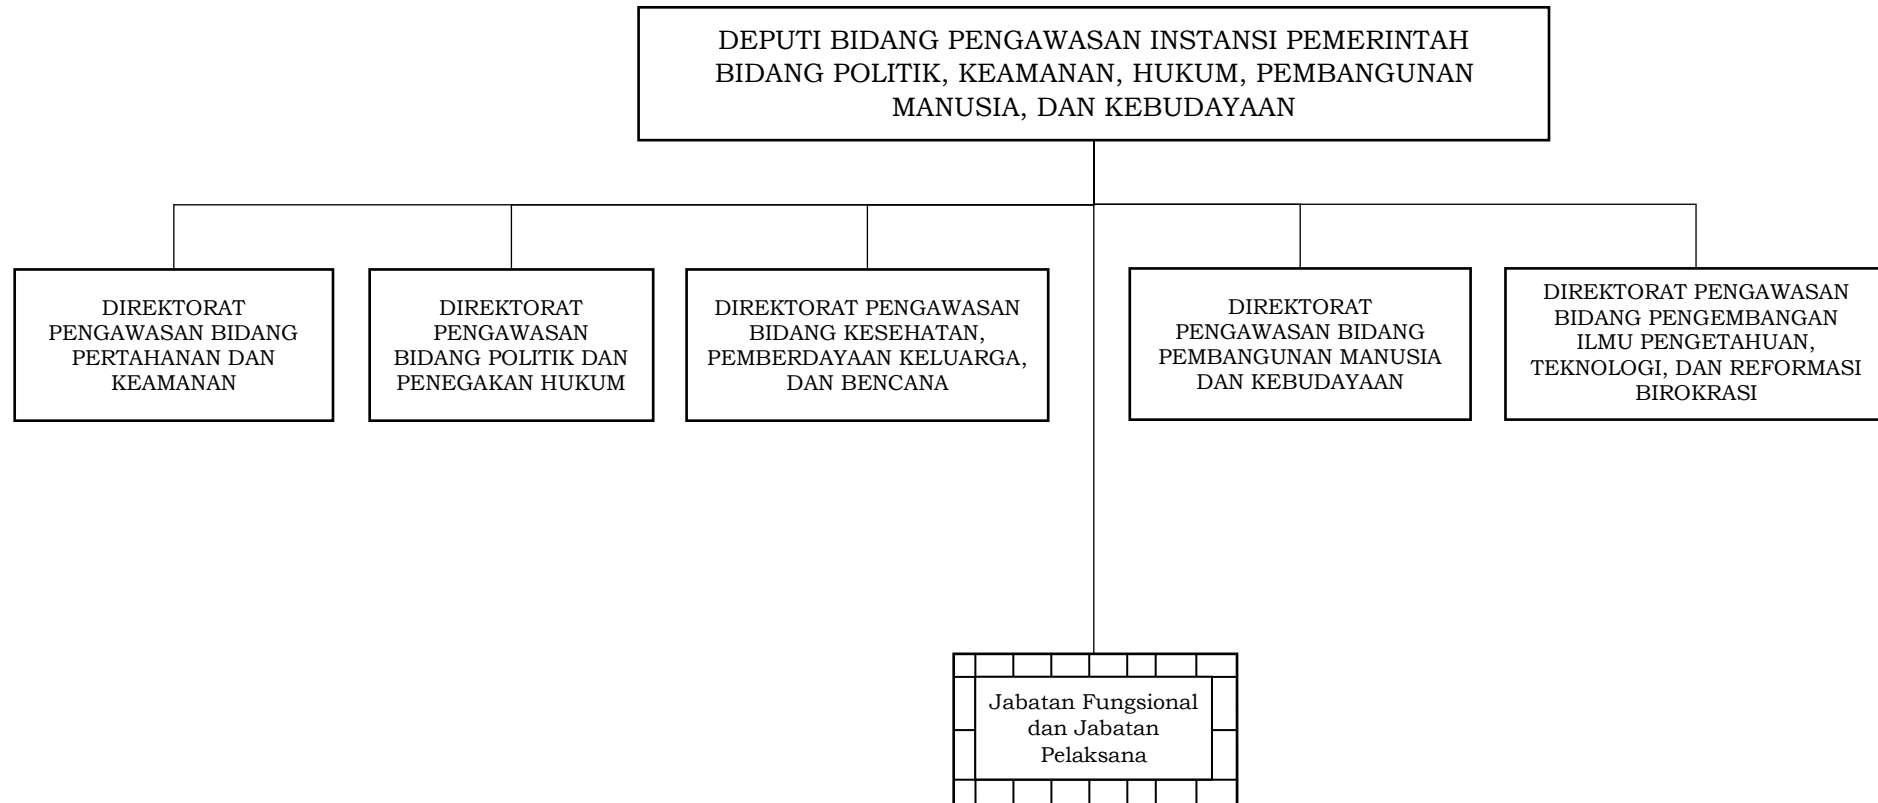 DEPUTI BIDANG PENGAWASAN INSTANSI PEMERINTAH
BIDANG POLITIK, KEAMANAN, HUKUM, PEMBANGUNAN
MANUSIA, DAN KEBUDAYAAN
DIREKTORAT
PENGAWASAN BIDANG
PERTAHANAN DAN
KEAMANAN
DIREKTORAT
PENGAWASAN
BIDANG POLITIK DAN
PENEGAKAN HUKUM
DIREKTORAT PENGAWASAN
BIDANG KESEHATAN,
PEMBERDAYAAN KELUARGA,
DAN BENCANA
DIREKTORAT
PENGAWASAN BIDANG
PEMBANGUNAN MANUSIA
DAN KEBUDAYAAN
DIREKTORAT PENGAWASAN
BIDANG PENGEMBANGAN
ILMU PENGETAHUAN,
TEKNOLOGI, DAN REFORMASI
BIROKRASI
Jabatan Fungsional
dan Jabatan
Pelaksana